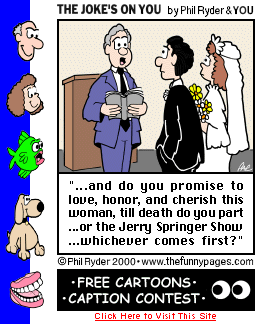 THE JOKE'S ON YOU by Phil Ryder & YOU
"...and do you promise to
love, honor, and cherish this
woman, till death do you part
...or the Jerry Springer Show
...whichever comes first?"
©Phil Ryder 2000 • www.thefunnypages.com
•FREE CARTOONS•
•CAPTION CONTEST•
Click Here to Visit This Site